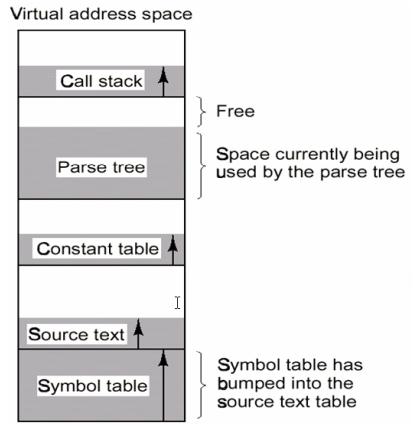 Virtual address space
Call stack
Free
Parse tree
Space currently being
used by the parse tree
Constant table
Source text
Symbol table
Symbol table has
bumped into the
source text table